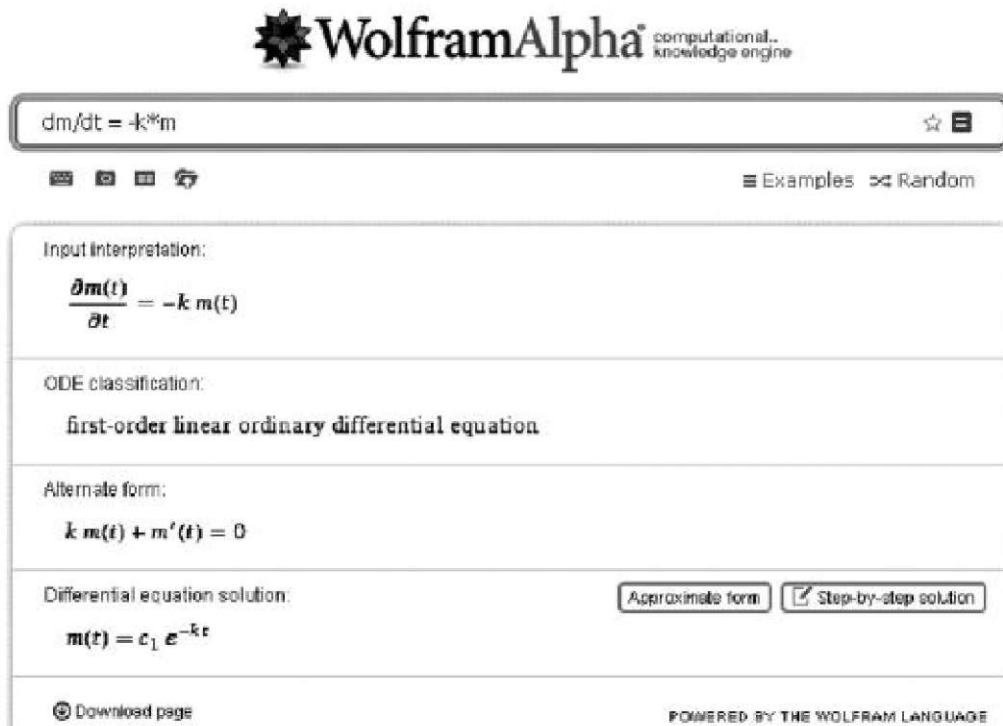 WolframAlpha computational..
knowledge engine
dm/dt = -k*m
Examples Random
Input interpretation:
∂m(t)
/∂t = -k m(t)
ODE classification:
first-order linear ordinary differential equation
Alternate form:
k m(t) + m′(t) = 0
Differential equation solution:
Approximate form Step-by-step solution
m(t) = c₁ e^(-k t)
Download page
POWERED BY THE WOLFRAM LANGUAGE